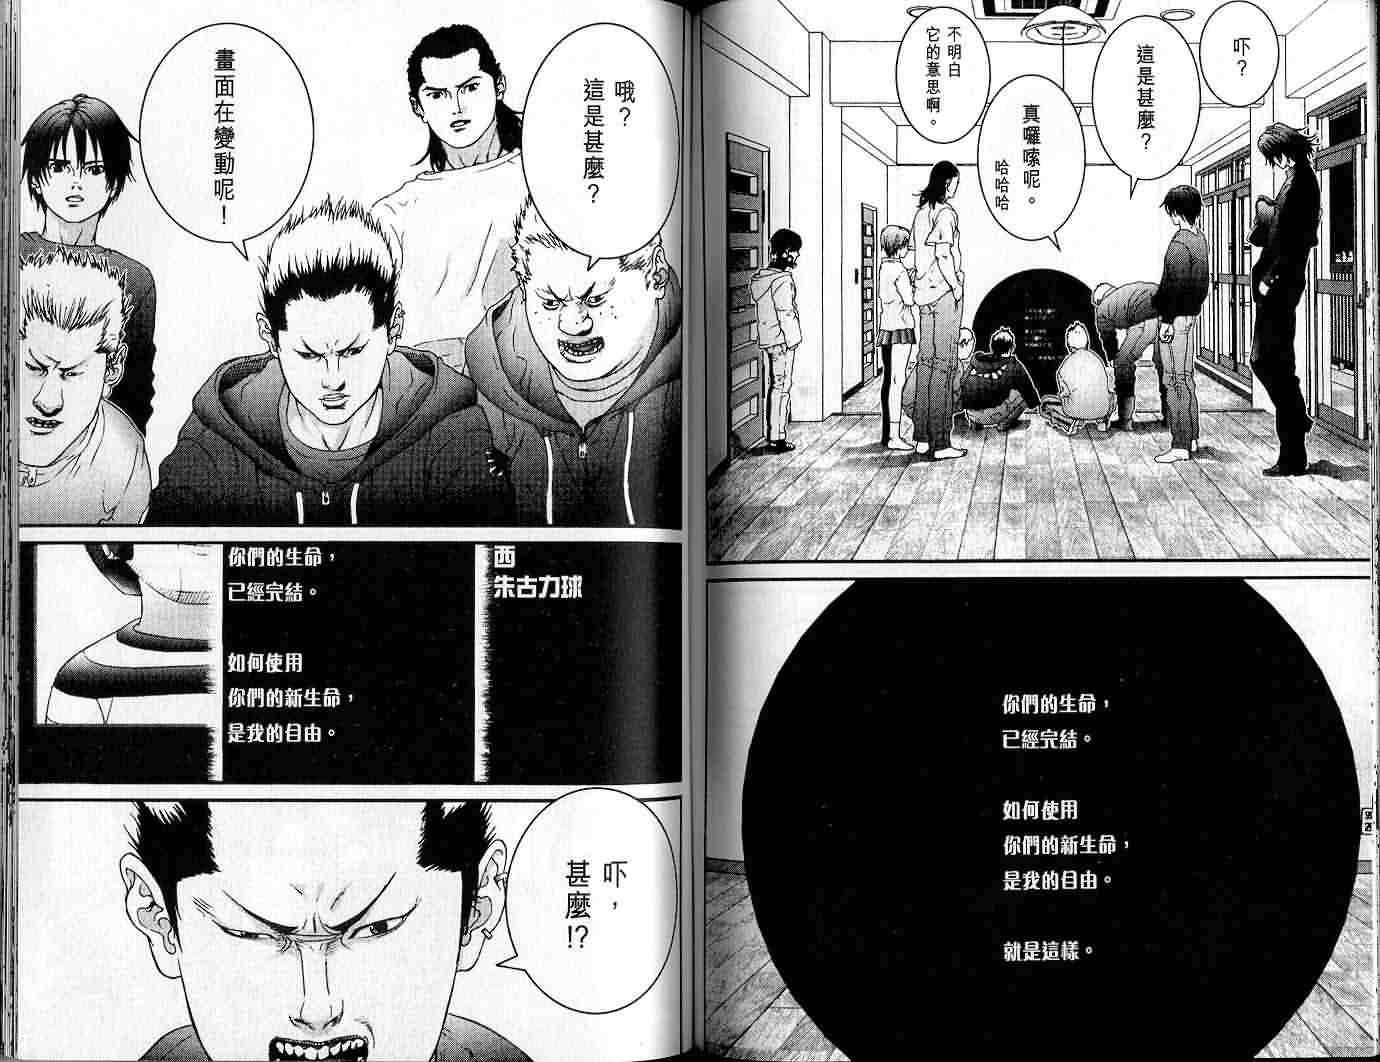 吓?
這是甚麼?
真囉嗦呢。
哈哈哈
不明白
它的意思啊。
你們的生命，
已經完結。
如何使用
你們的新生命，
是我的自由。
就是這樣。
哦?
這是甚麼?
畫面在變動呢!
西
朱古力球
你們的生命，
已經完結。
如何使用
你們的新生命，
是我的自由。
吓，
甚麼!?